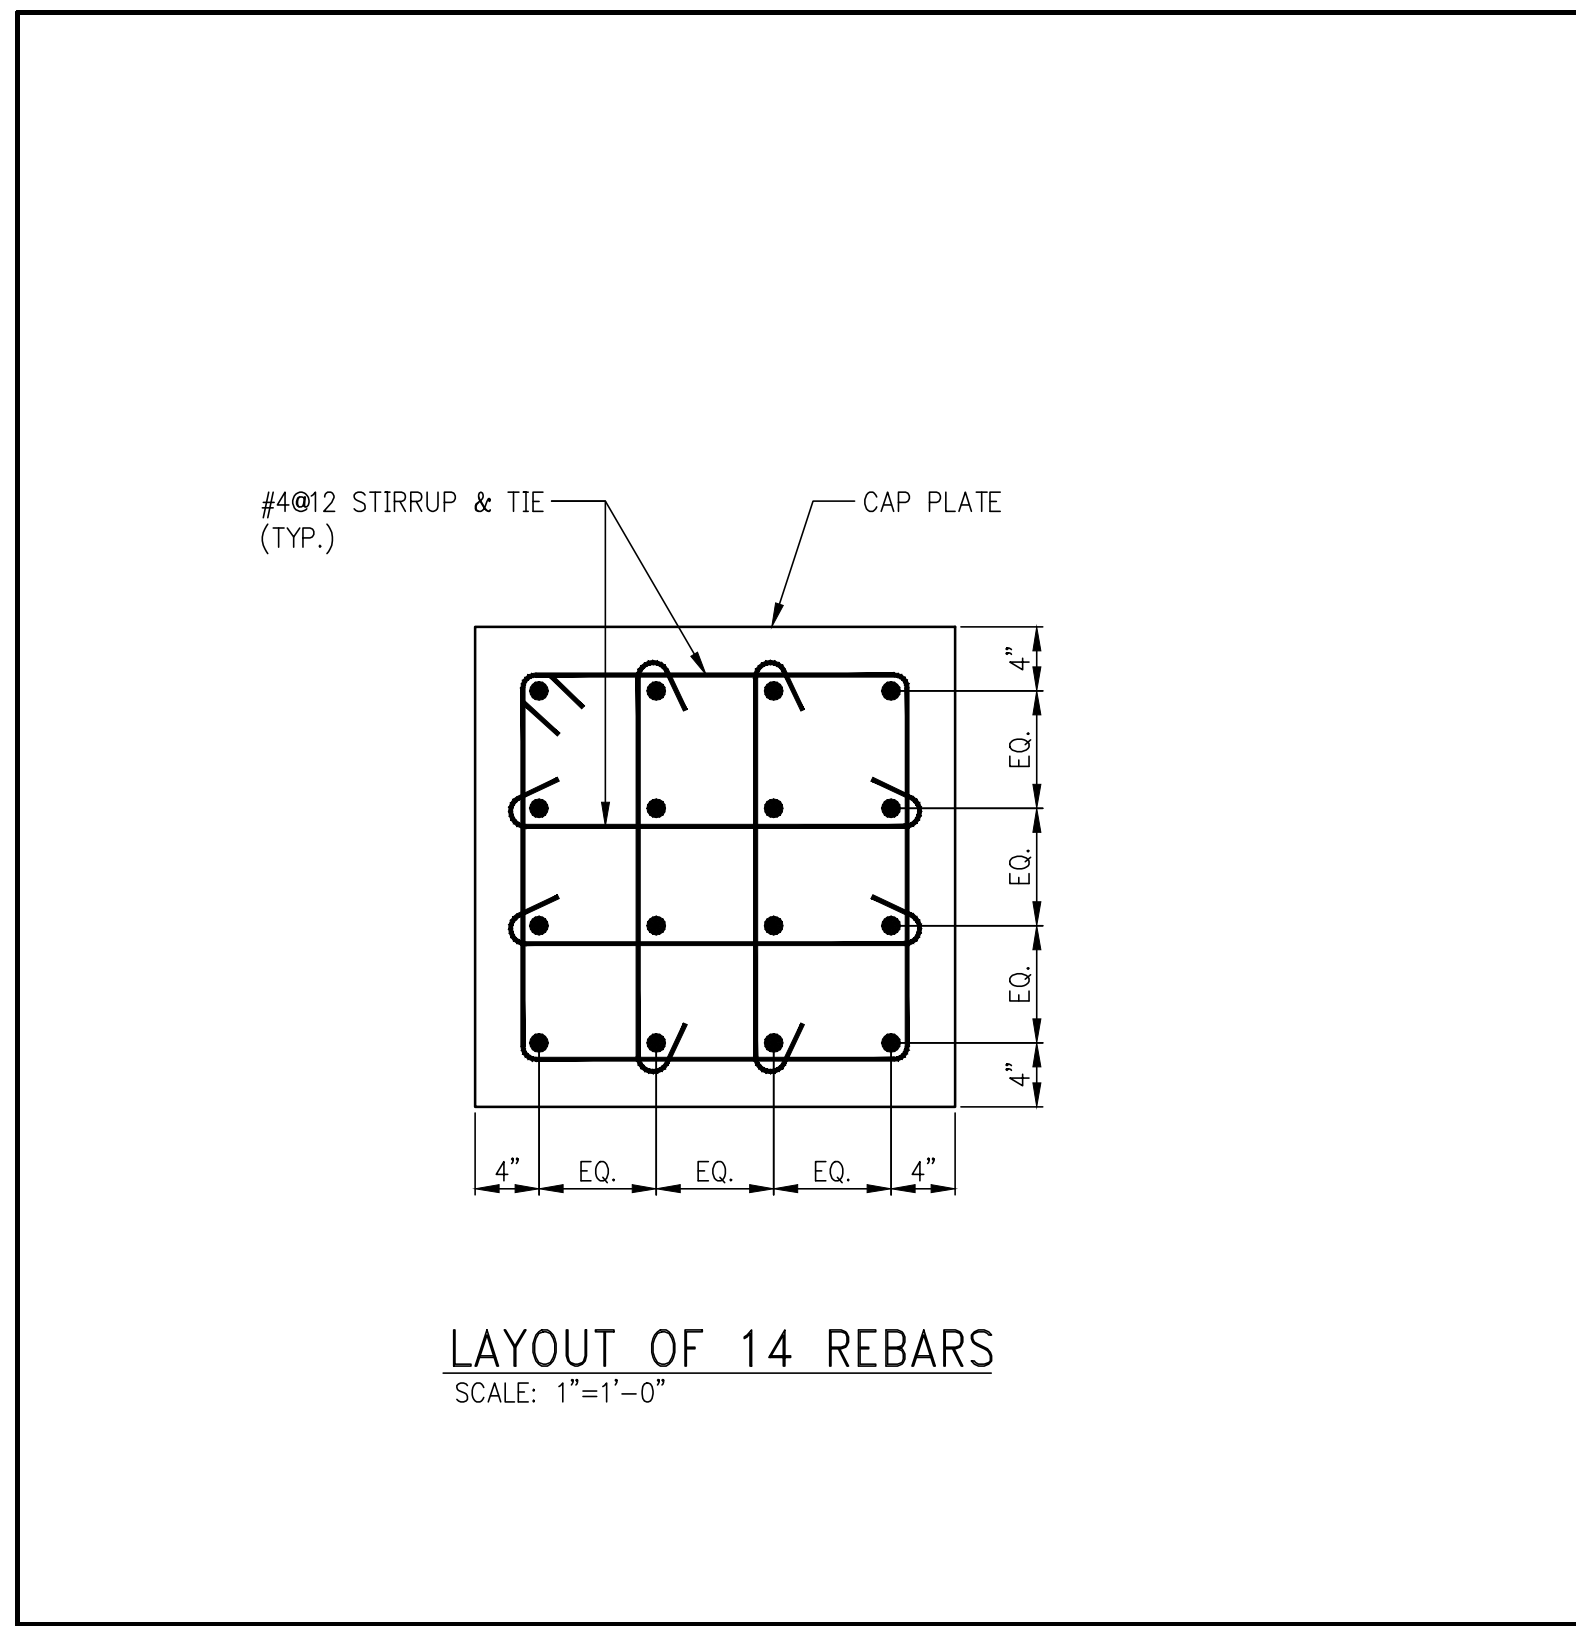 #4@12 STIRRUP & TIE
(TYP.)
CAP PLATE
4"
EQ.
EQ.
EQ.
4"
4"
EQ.
EQ.
EQ.
4"
LAYOUT OF 14 REBARS
SCALE: 1"=1'-0"